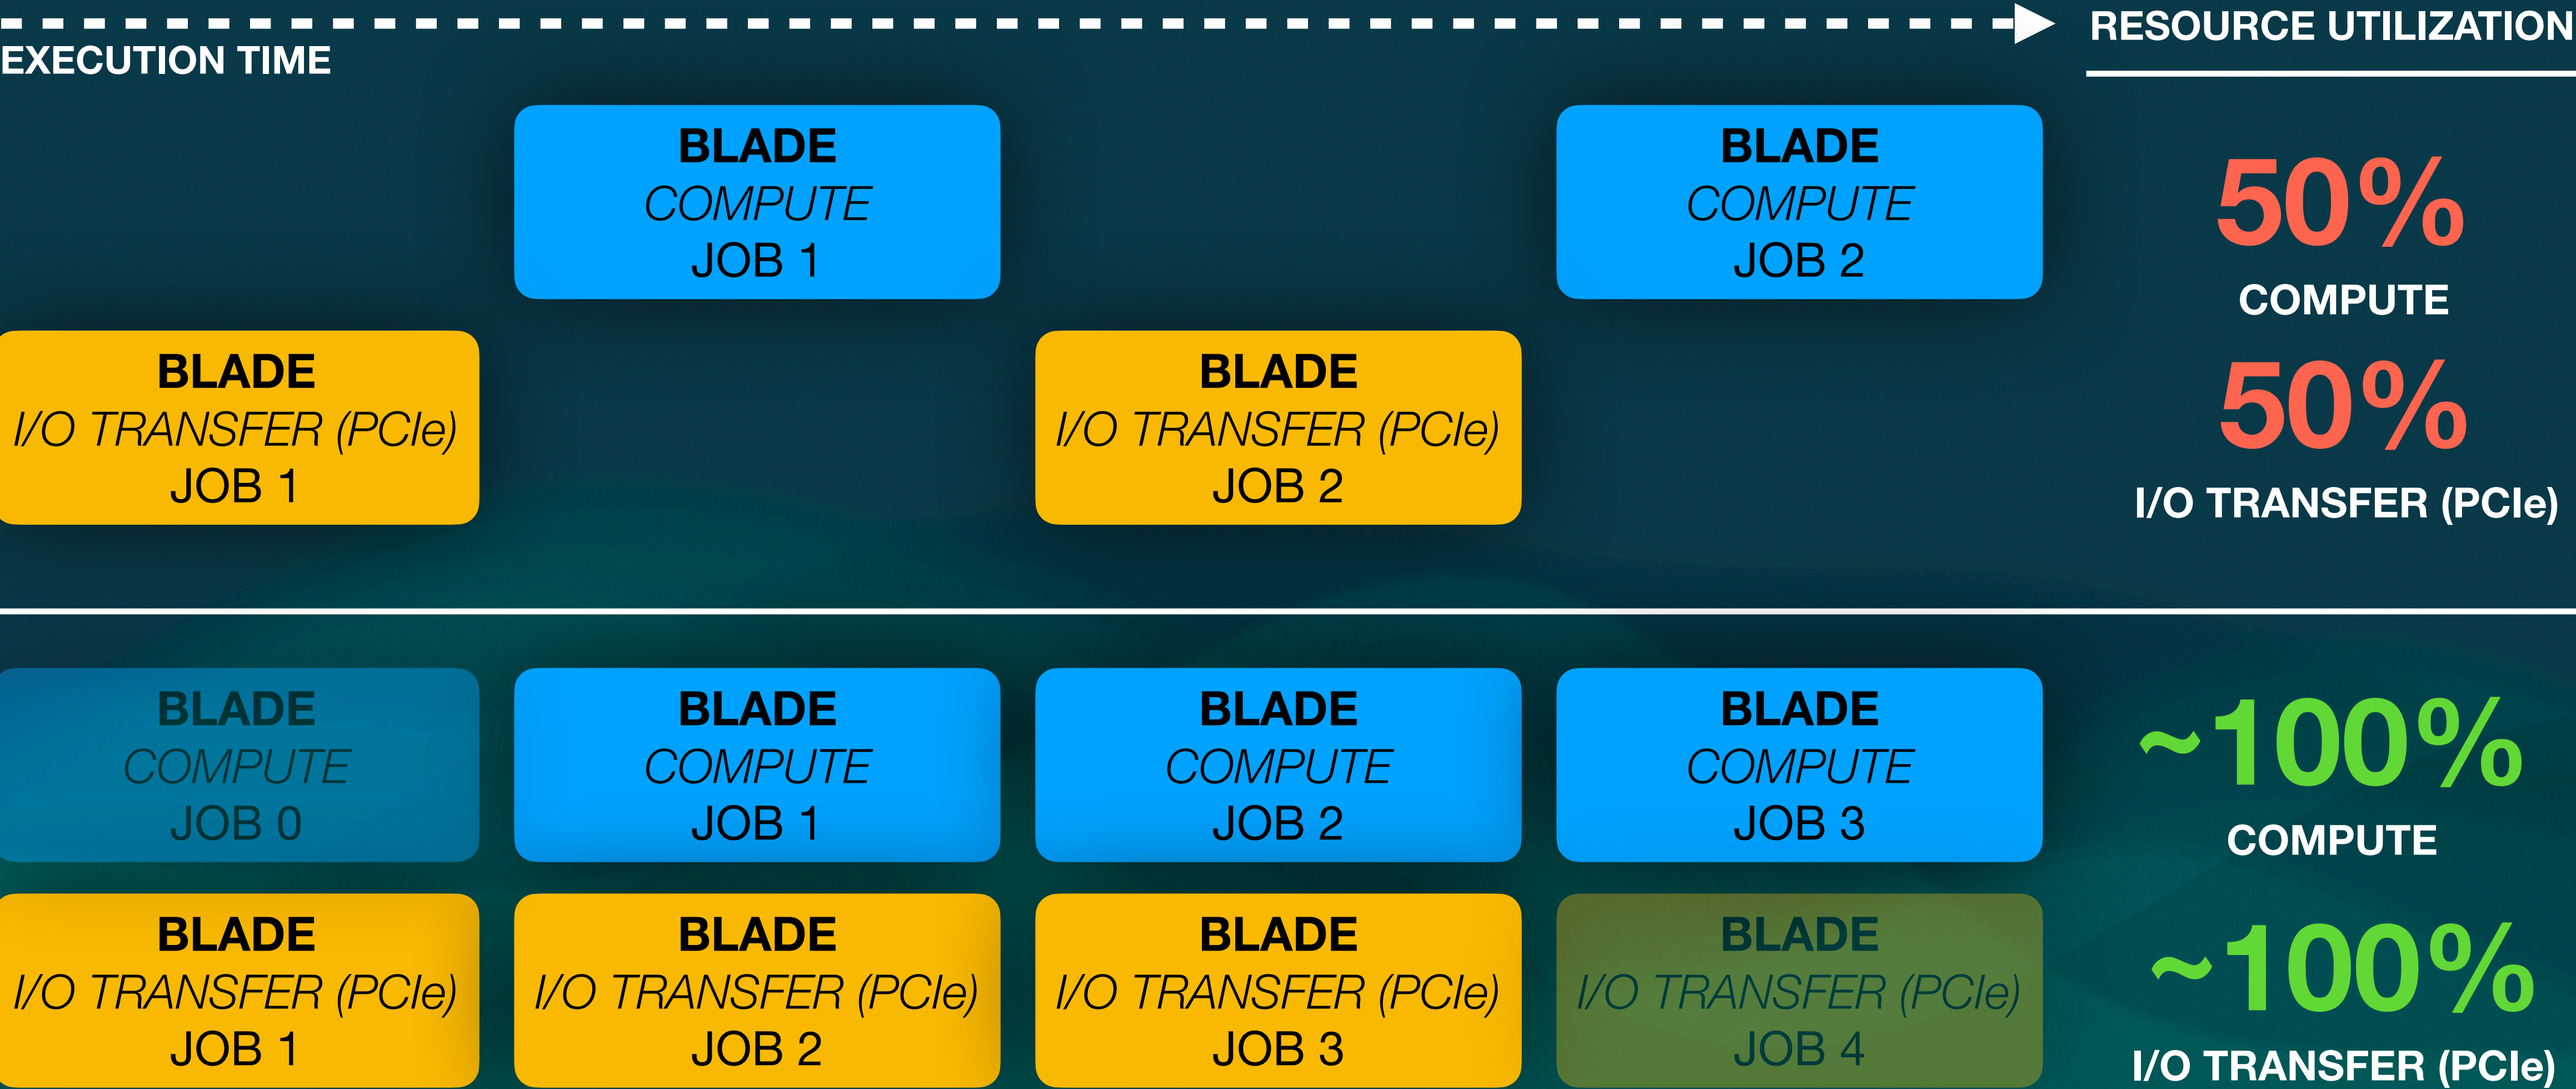 EXECUTION TIME
RESOURCE UTILIZATION
BLADE
COMPUTE
JOB 1
BLADE
COMPUTE
JOB 2
50%
COMPUTE
BLADE
I/O TRANSFER (PCIe)
JOB 1
BLADE
I/O TRANSFER (PCIe)
JOB 2
50%
I/O TRANSFER (PCIe)
BLADE
COMPUTE
JOB 0
BLADE
COMPUTE
JOB 1
BLADE
COMPUTE
JOB 2
BLADE
COMPUTE
JOB 3
~100%
COMPUTE
BLADE
I/O TRANSFER (PCIe)
JOB 1
BLADE
I/O TRANSFER (PCIe)
JOB 2
BLADE
I/O TRANSFER (PCIe)
JOB 3
BLADE
I/O TRANSFER (PCIe)
JOB 4
~100%
I/O TRANSFER (PCIe)